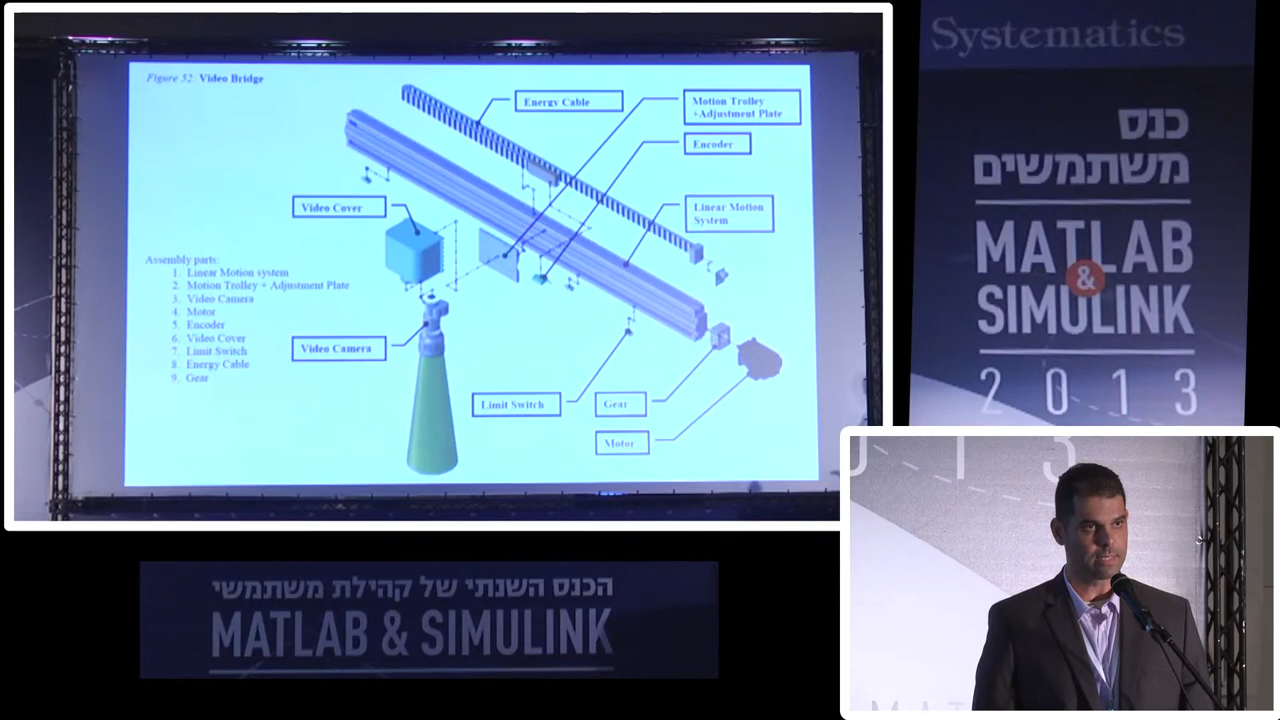 Figure 52: Video Bridge
Energy Cable
Motion Trolley
+Adjustment Plate
Encoder
Video Cover
Linear Motion
System
Assembly parts:
1. Linear Motion system
2. Motion Trolley + Adjustment Plate
3. Video Camera
4. Motor
5. Encoder
6. Video Cover
7. Limit Switch
8. Energy Cable
9. Gear
Video Camera
Limit Switch
Gear
Motor
Systematics
כנס
משתמשים
MATLAB
&
SIMULINK
2013
הכנס השנתי של קהילת משתמשי
MATLAB & SIMULINK
013